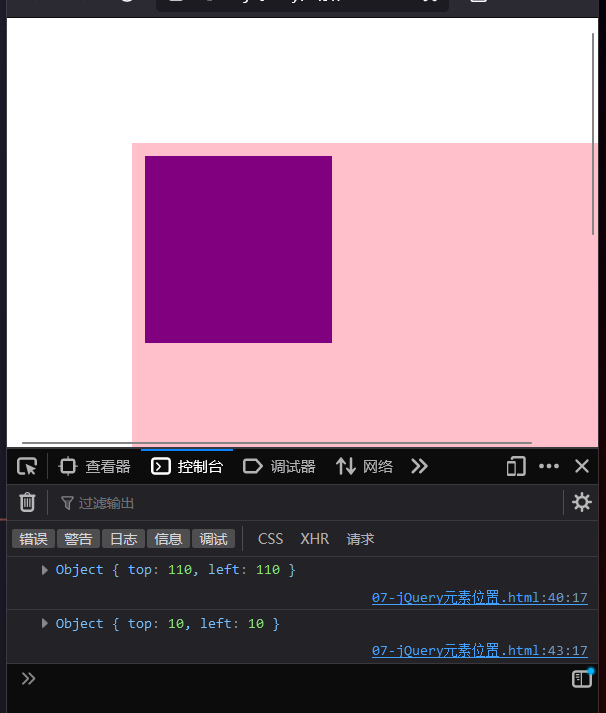 查看器 控制台 调试器 网络
过滤输出
错误 警告 日志 信息 调试 CSS XHR 请求
Object { top: 110, left: 110 }
07-jQuery元素位置.html:40:17
Object { top: 10, left: 10 }
07-jQuery元素位置.html:43:17